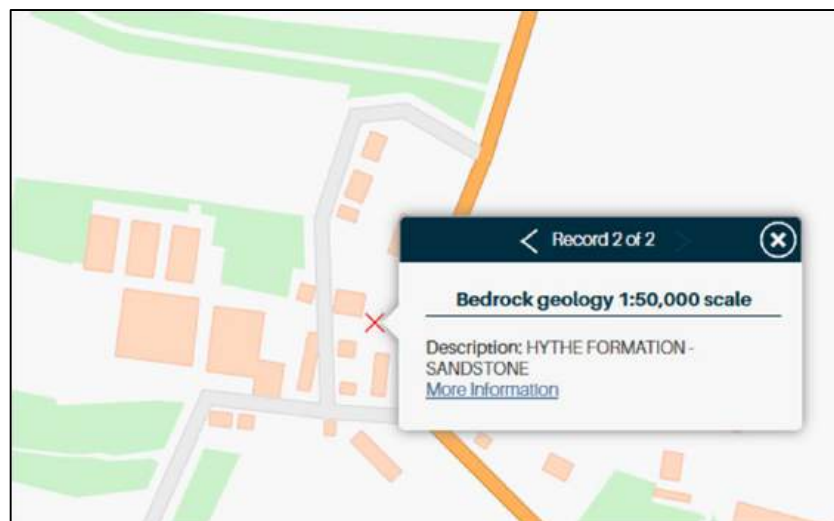 Record 2 of 2
Bedrock geology 1:50,000 scale
Description: HYTHE FORMATION -
SANDSTONE
More Information